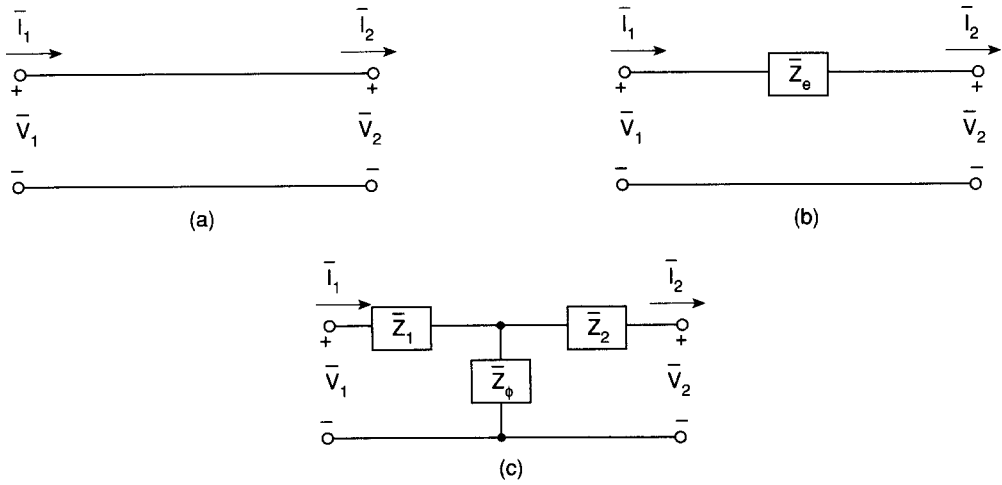 Ī₁ Ī₂ Ī₁ Ī₂
+ + Z̄ₑ + +
V̄₁ V̄₂ V̄₁ V̄₂
− − − −
(a) (b)
Ī₁ Ī₂
Z̄₁ Z̄₂
+ +
V̄₁ Z̄ᵩ V̄₂
− −
(c)